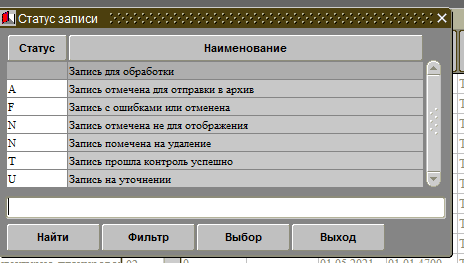 Статус записи
Статус Наименование
Запись для обработки
A Запись отмечена для отправки в архив
F Запись с ошибками или отменена
N Запись отмечена не для отображения
N Запись помечена на удаление
T Запись прошла контроль успешно
U Запись на уточнении
Найти Фильтр Выбор Выход